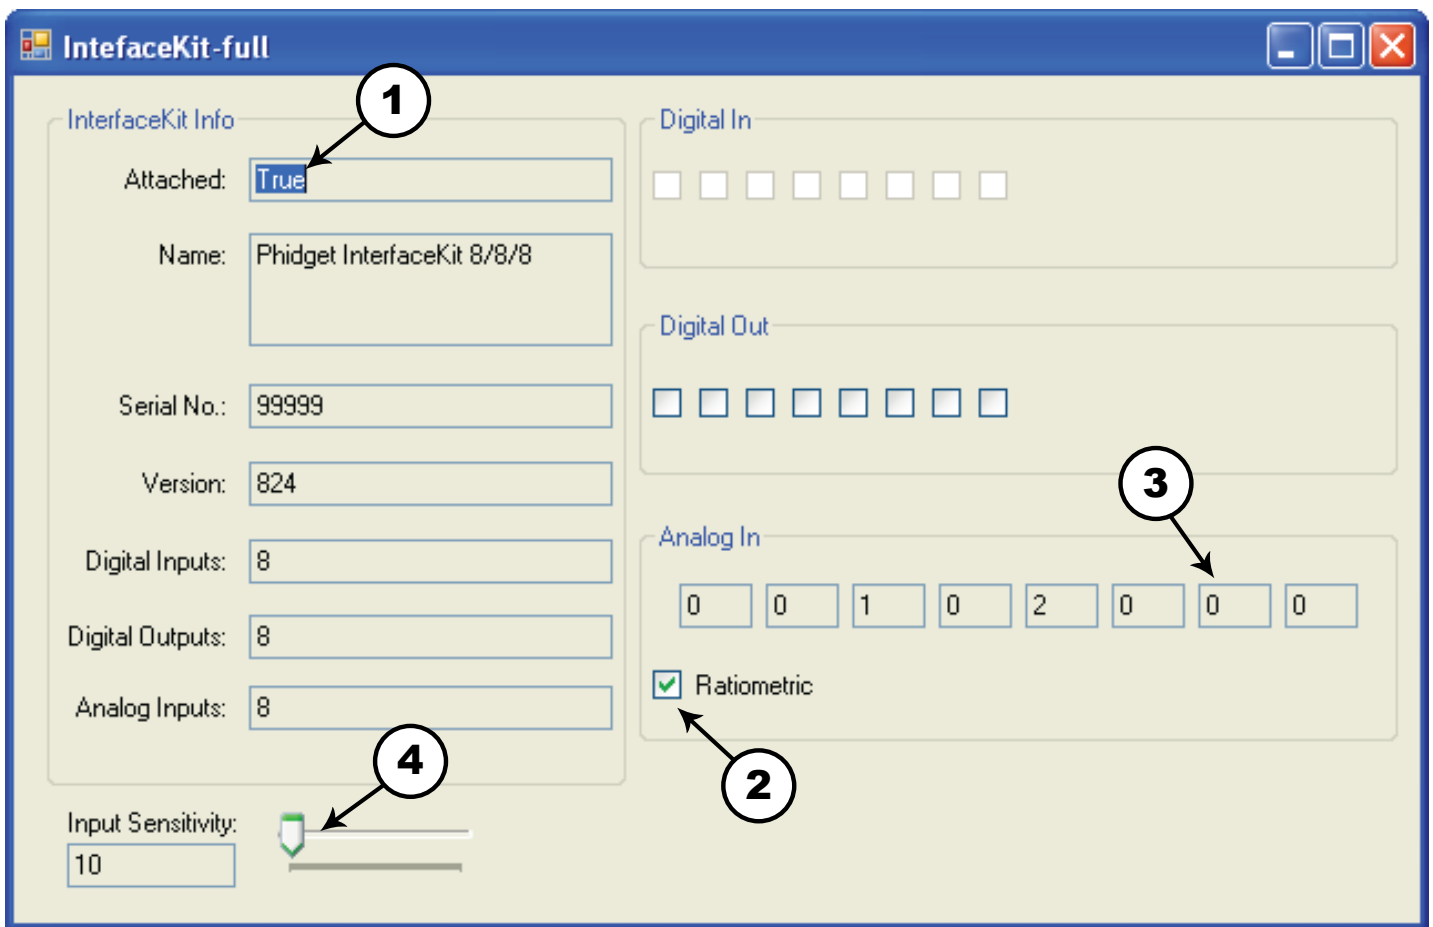 IntefaceKit-full
1
InterfaceKit Info
Attached: True
Name: Phidget InterfaceKit 8/8/8
Serial No.: 99999
Version: 824
Digital Inputs: 8
Digital Outputs: 8
Analog Inputs: 8
4
Input Sensitivity:
10
Digital In
Digital Out
3
Analog In
0 0 1 0 2 0 0 0
Ratiometric
2